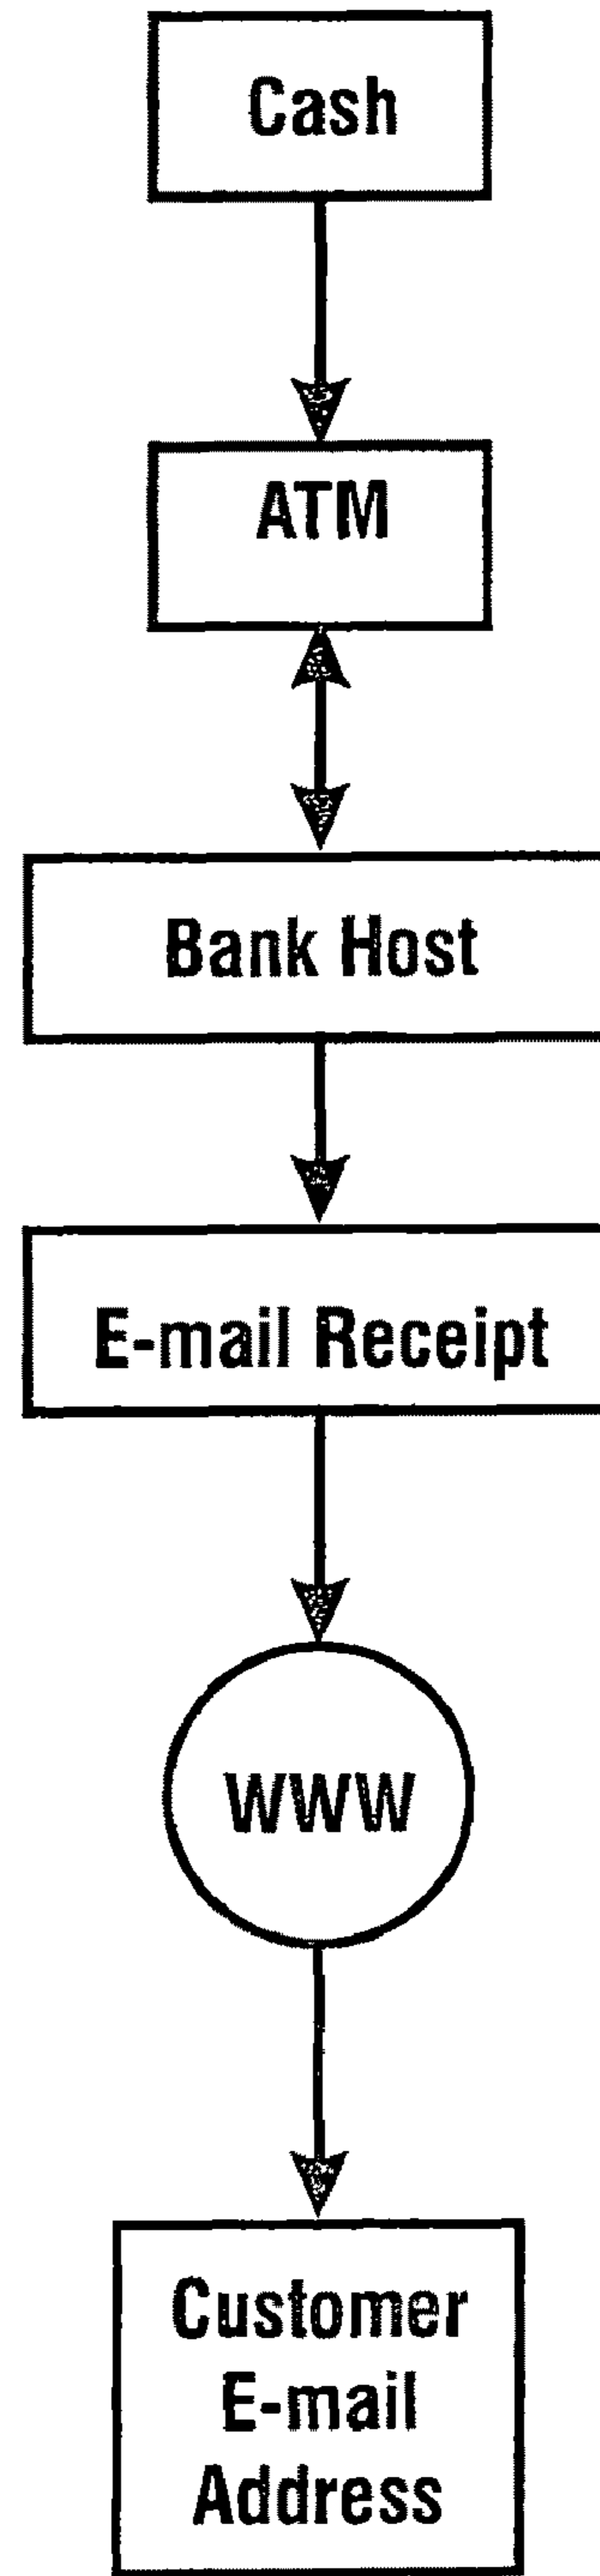 Cash
ATM
Bank Host
E-mail Receipt
WWW
Customer
E-mail
Address